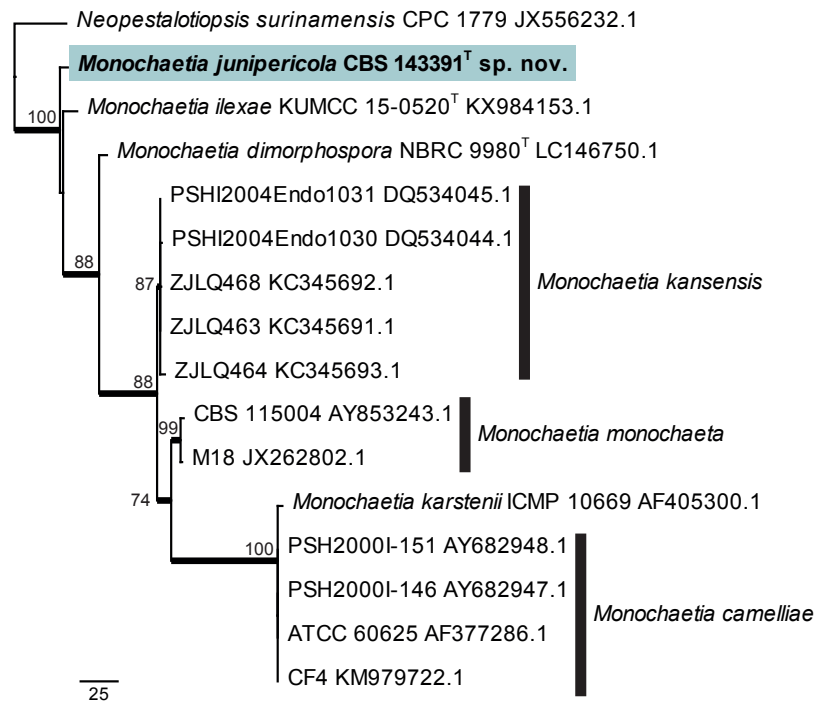 Neopestalotiopsis surinamensis CPC 1779 JX556232.1
Monochaetia junipericola CBS 143391ᵀ sp. nov.
Monochaetia ilexae KUMCC 15-0520ᵀ KX984153.1
100
Monochaetia dimorphospora NBRC 9980ᵀ LC146750.1
PSHI2004Endo1031 DQ534045.1
PSHI2004Endo1030 DQ534044.1
88
87
ZJLQ468 KC345692.1
Monochaetia kansensis
ZJLQ463 KC345691.1
ZJLQ464 KC345693.1
88
CBS 115004 AY853243.1
99
Monochaetia monochaeta
M18 JX262802.1
74
Monochaetia karstenii ICMP 10669 AF405300.1
100
PSH2000I-151 AY682948.1
PSH2000I-146 AY682947.1
Monochaetia camelliae
ATCC 60625 AF377286.1
CF4 KM979722.1
25